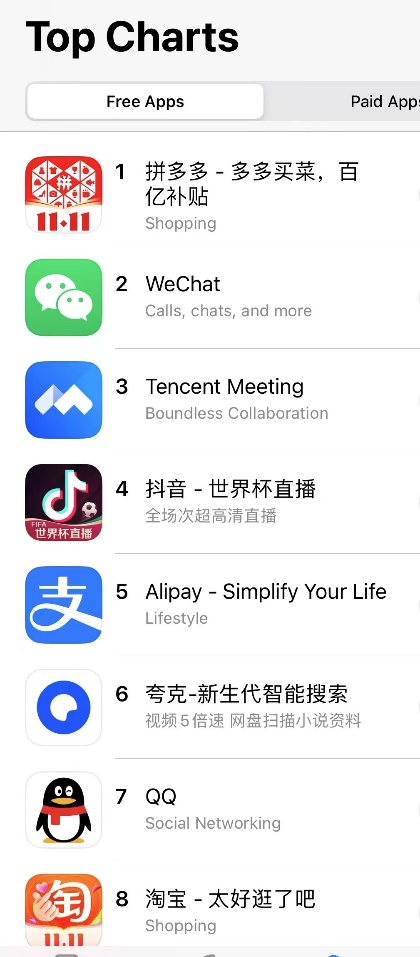 Top Charts
Free Apps
Paid Apps
拼
11·11
1
拼多多 - 多多买菜，百
亿补贴
Shopping
2
WeChat
Calls, chats, and more
3
Tencent Meeting
Boundless Collaboration
FIFA
世界杯直播
4
抖音 - 世界杯直播
全场次超高清直播
支
5
Alipay - Simplify Your Life
Lifestyle
6
夸克-新生代智能搜索
视频5倍速 网盘扫描小说资料
7
QQ
Social Networking
淘
11.11
8
淘宝 - 太好逛了吧
Shopping